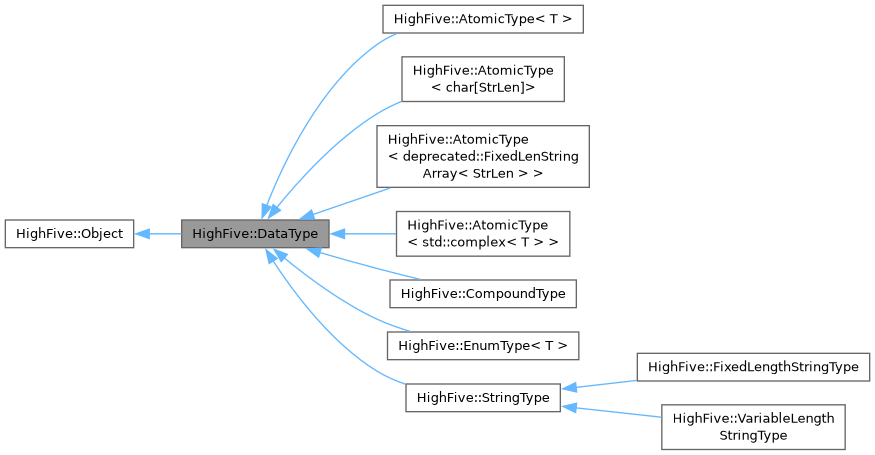 HighFive::AtomicType< T >
HighFive::AtomicType
< char[StrLen]>
HighFive::AtomicType
< deprecated::FixedLenString
Array< StrLen > >
HighFive::AtomicType
< std::complex< T > >
HighFive::Object
HighFive::DataType
HighFive::CompoundType
HighFive::EnumType< T >
HighFive::StringType
HighFive::FixedLengthStringType
HighFive::VariableLength
StringType